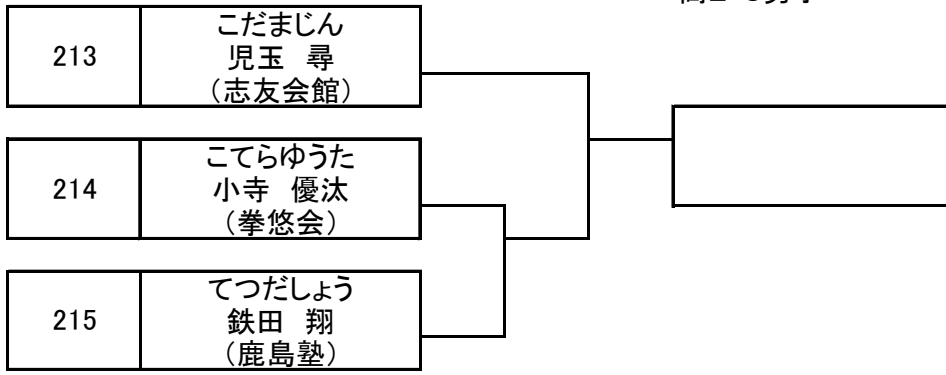 213
こだまじん
児玉 尋
(志友会館)
214
こてらゆうた
小寺 優汰
(拳悠会)
215
てつだしょう
鉄田 翔
(鹿島塾)